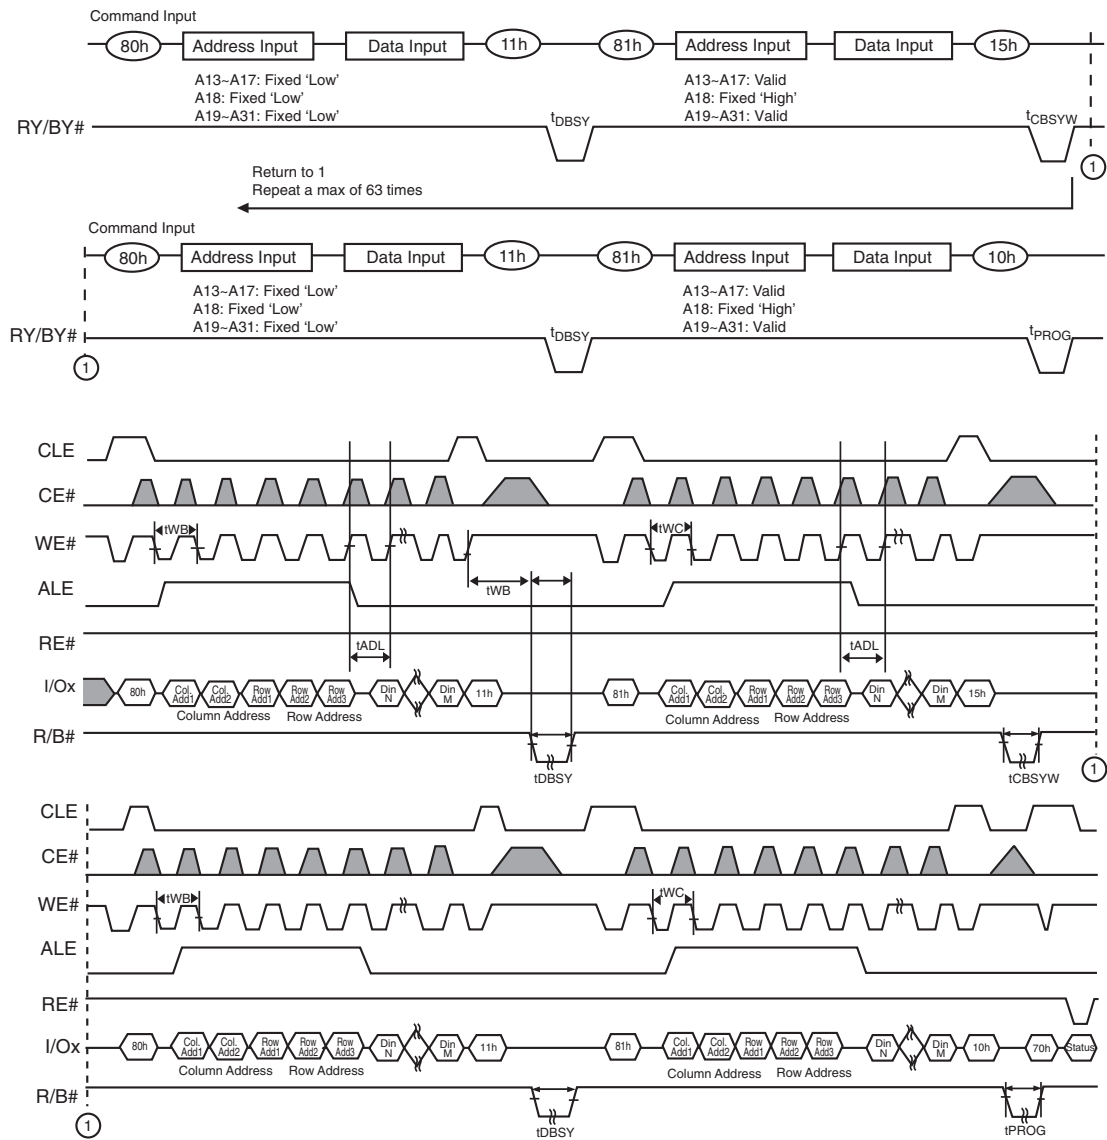 Command Input
80h Address Input Data Input 11h 81h Address Input Data Input 15h
A13~A17: Fixed ‘Low’ A13~A17: Valid
A18: Fixed ‘Low’ A18: Fixed ‘High’
A19~A31: Fixed ‘Low’ A19~A31: Valid
RY/BY# tDBSY tCBSYW
1
Return to 1
Repeat a max of 63 times
Command Input
80h Address Input Data Input 11h 81h Address Input Data Input 10h
A13~A17: Fixed ‘Low’ A13~A17: Valid
A18: Fixed ‘Low’ A18: Fixed ‘High’
A19~A31: Fixed ‘Low’ A19~A31: Valid
RY/BY# tDBSY tPROG
1
CLE
CE#
WE# tWB tWC
ALE tWB
RE# tADL tADL
I/Ox 80h Col. Add1 Col. Add2 Row Add1 Row Add2 Row Add3 Din N Din M 11h 81h Col. Add1 Col. Add2 Row Add1 Row Add2 Row Add3 Din N Din M 15h
Column Address Row Address Column Address Row Address
R/B# tDBSY tCBSYW
1
CLE
CE#
WE# tWB tWC
ALE
RE#
I/Ox 80h Col. Add1 Col. Add2 Row Add1 Row Add2 Row Add3 Din N Din M 11h 81h Col. Add1 Col. Add2 Row Add1 Row Add2 Row Add3 Din N Din M 10h 70h Status
Column Address Row Address Column Address Row Address
R/B# tDBSY tPROG
1